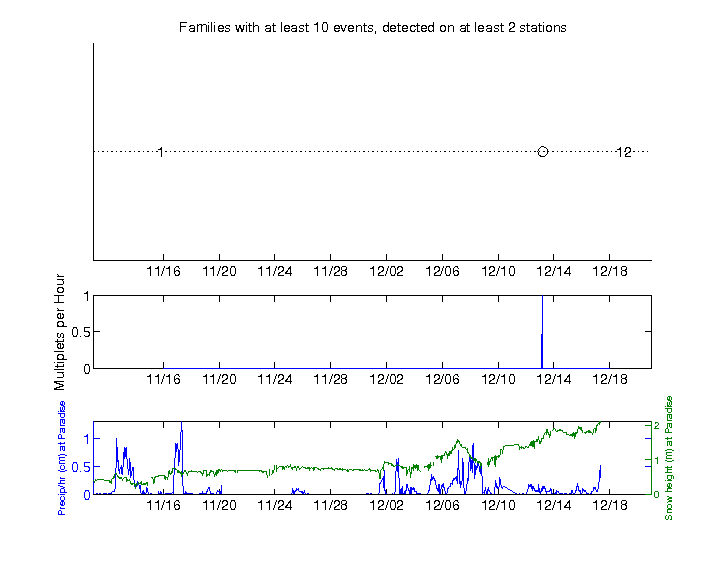 Families with at least 10 events, detected on at least 2 stations
1 12
11/16 11/20 11/24 11/28 12/02 12/06 12/10 12/14 12/18
Multiplets per Hour
1
0.5
0
11/16 11/20 11/24 11/28 12/02 12/06 12/10 12/14 12/18
Precip/hr (cm) at Paradise
1
0.5
0
2
1
0
Snow height (m) at Paradise
11/16 11/20 11/24 11/28 12/02 12/06 12/10 12/14 12/18